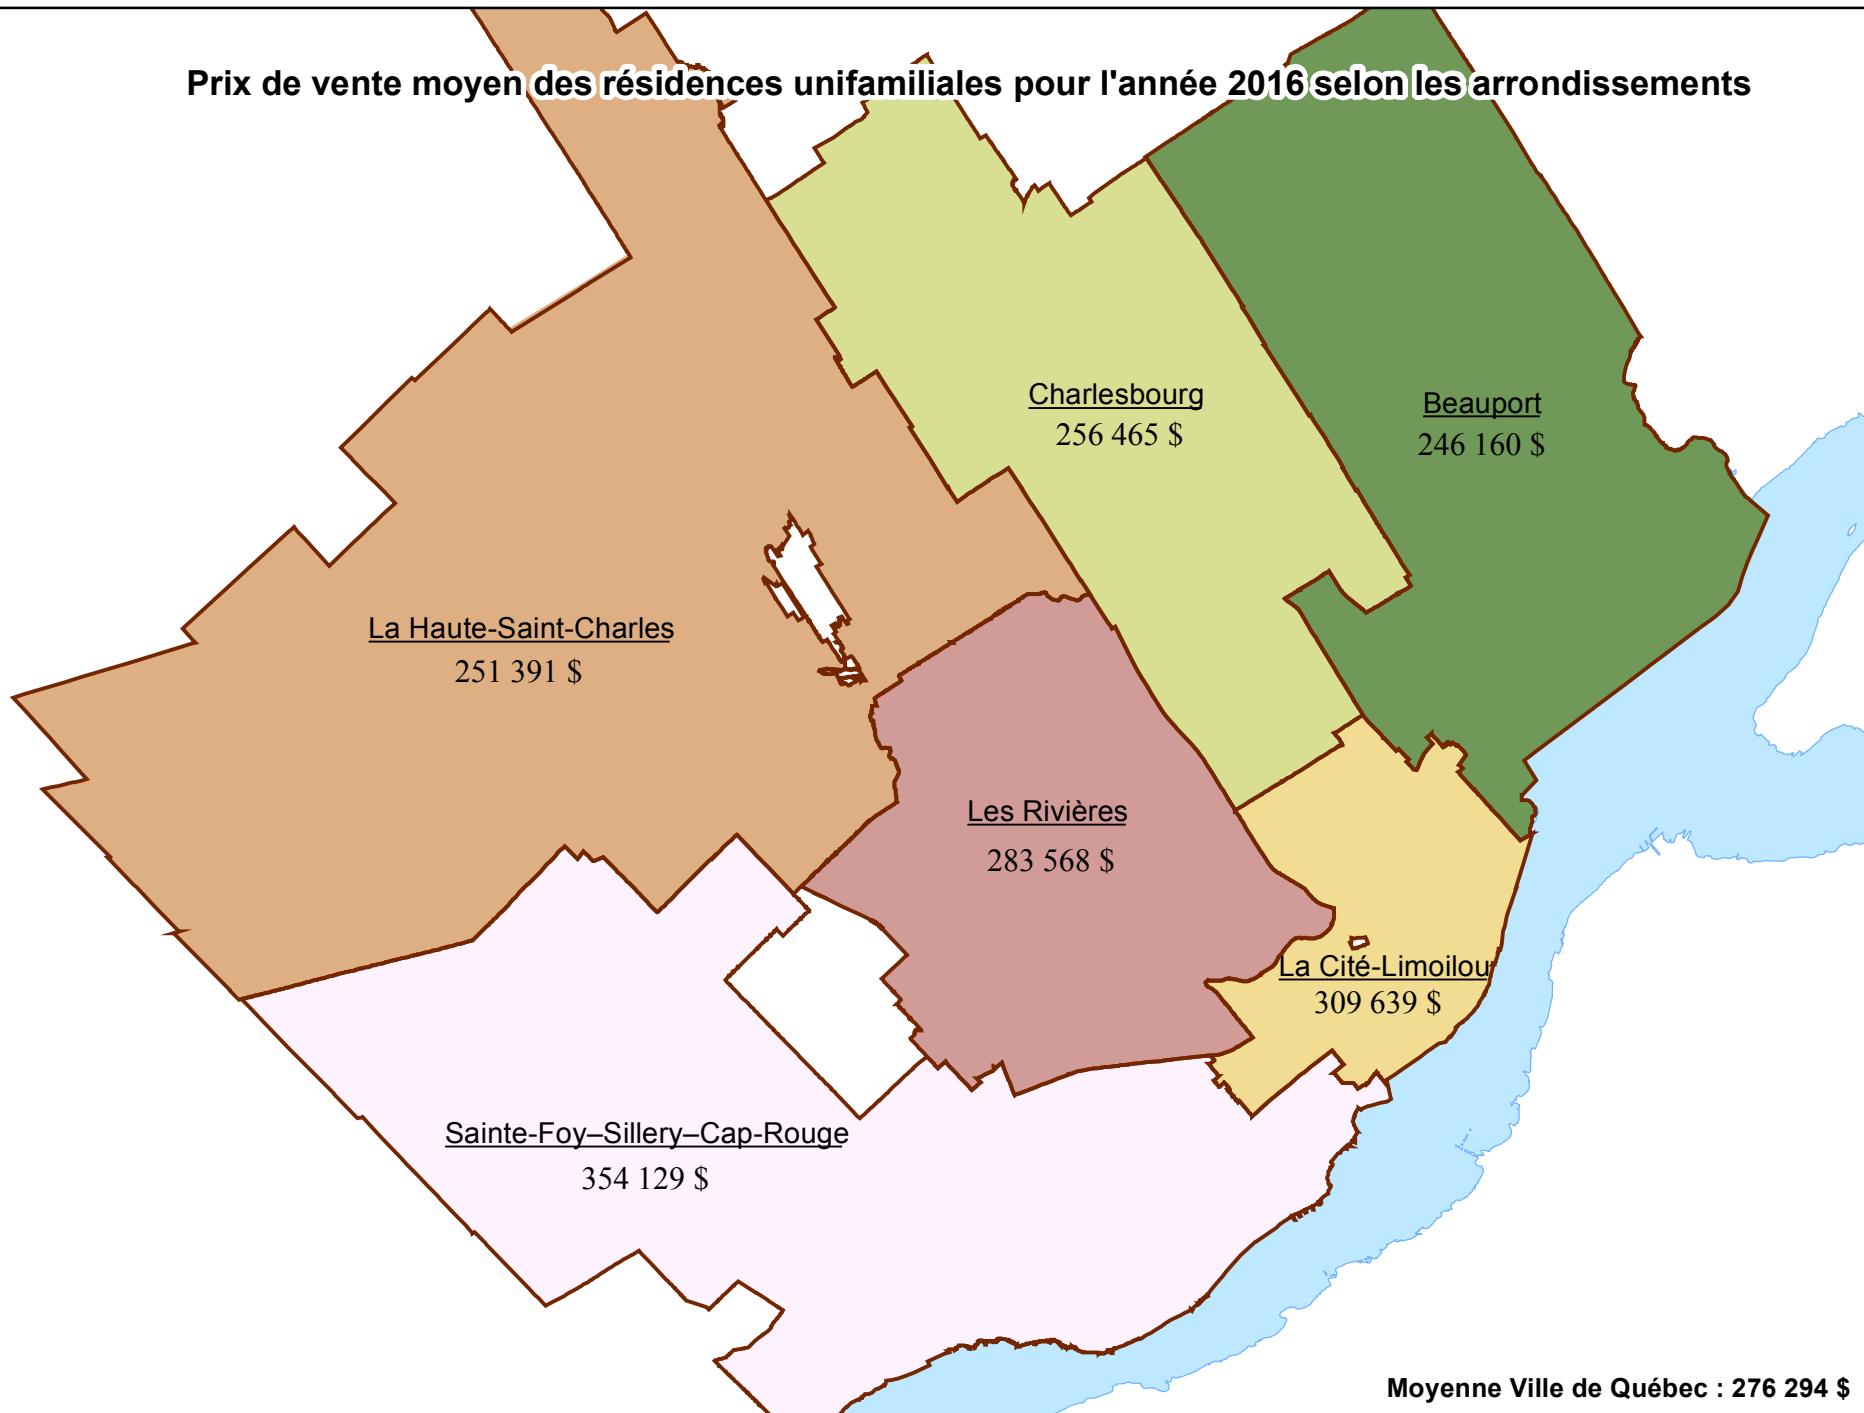 Prix de vente moyen des résidences unifamiliales pour l'année 2016 selon les arrondissements
Charlesbourg
256 465 $
Beauport
246 160 $
La Haute-Saint-Charles
251 391 $
Les Rivières
283 568 $
La Cité-Limoilou
309 639 $
Sainte-Foy–Sillery–Cap-Rouge
354 129 $
Moyenne Ville de Québec : 276 294 $